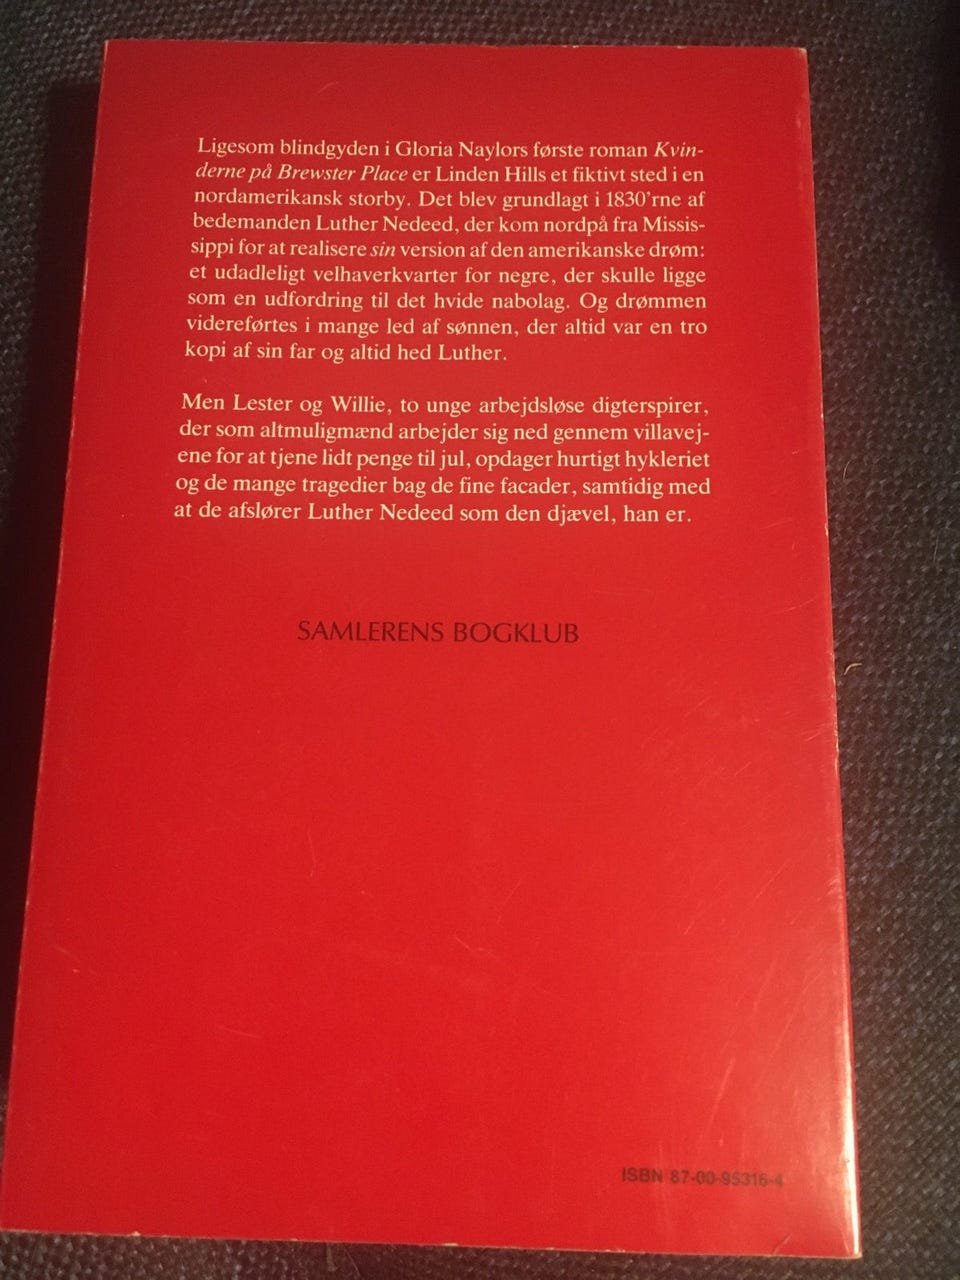 Ligesom blindgyden i Gloria Naylors første roman Kvin-
derne på Brewster Place er Linden Hills et fiktivt sted i en
nordamerikansk storby. Det blev grundlagt i 1830'rne af
bedemanden Luther Nedeed, der kom nordpå fra Missis-
sippi for at realisere sin version af den amerikanske drøm:
et udadleligt velhaverkvarter for negre, der skulle ligge
som en udfordring til det hvide nabolag. Og drømmen
videreførtes i mange led af sønnen, der altid var en tro
kopi af sin far og altid hed Luther.
Men Lester og Willie, to unge arbejdsløse digterspirer,
der som altmuligmænd arbejder sig ned gennem villavej-
ene for at tjene lidt penge til jul, opdager hurtigt hykleriet
og de mange tragedier bag de fine facader, samtidig med
at de afslører Luther Nedeed som den djævel, han er.
SAMLERENS BOGKLUB
ISBN 87-00-95316-4